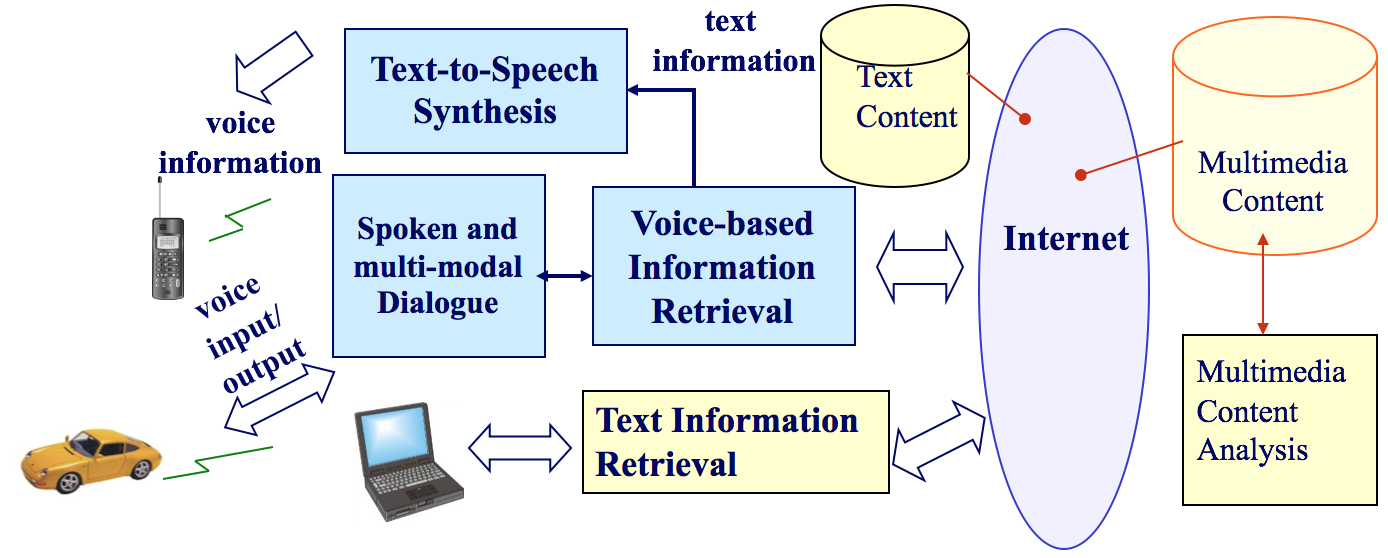 text
information
Text-to-Speech
Synthesis
voice
information
Text
Content
Multimedia
Content
Spoken and
multi-modal
Dialogue
Voice-based
Information
Retrieval
Internet
voice
input/
output
Text Information
Retrieval
Multimedia
Content
Analysis